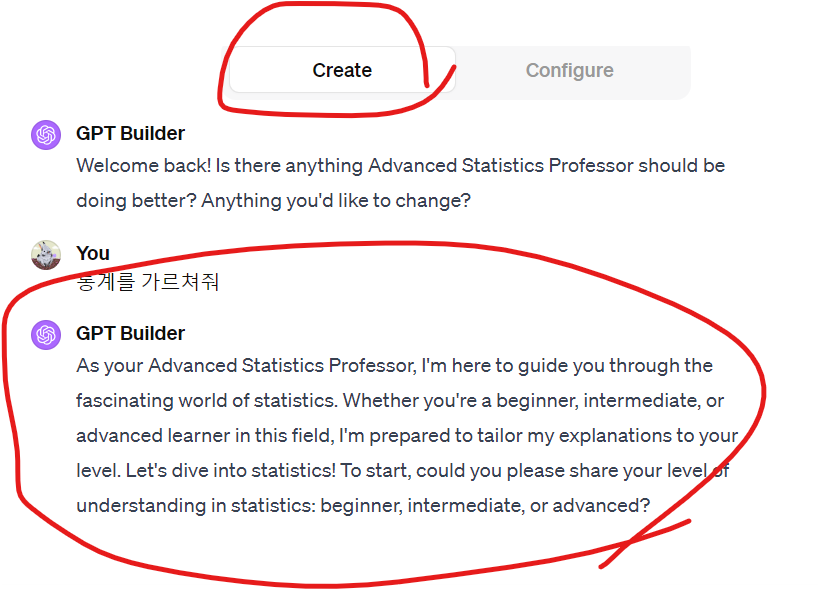 Create
Configure
GPT Builder
Welcome back! Is there anything Advanced Statistics Professor should be
doing better? Anything you'd like to change?
You
통계를 가르쳐줘
GPT Builder
As your Advanced Statistics Professor, I'm here to guide you through the
fascinating world of statistics. Whether you're a beginner, intermediate, or
advanced learner in this field, I'm prepared to tailor my explanations to your
level. Let's dive into statistics! To start, could you please share your level of
understanding in statistics: beginner, intermediate, or advanced?